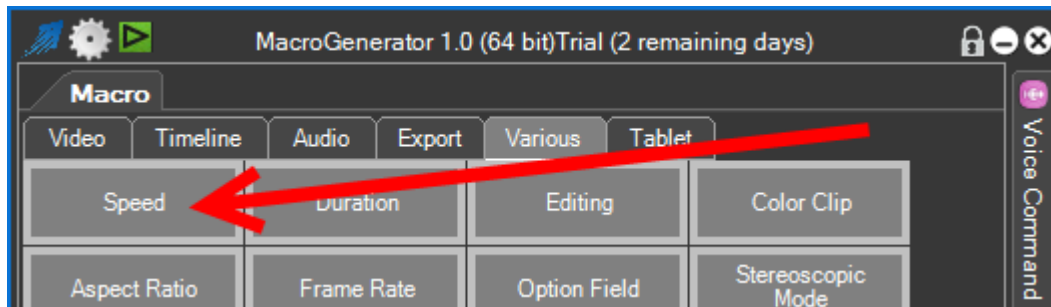 MacroGenerator 1.0 (64 bit)Trial (2 remaining days)
Macro
Video Timeline Audio Export Various Tablet
Speed Duration Editing Color Clip
Aspect Ratio Frame Rate Option Field Stereoscopic
Mode
Voice Command